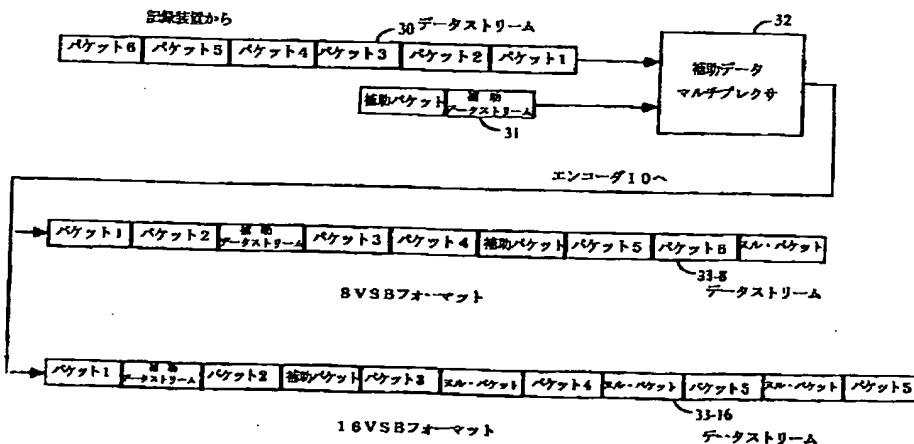 記録装置から
30 データストリーム
32
パケット6 パケット5 パケット4 パケット3 パケット2 パケット1
補助データ
マルチプレクサ
補助パケット 補助
データストリーム
31
エンコーダ10へ
パケット1 パケット2 補助
データストリーム パケット3 パケット4 補助パケット パケット5 パケット6 ヌル・パケット
33-8
8VSBフォーマット データストリーム
パケット1 補助
データストリーム パケット2 補助パケット パケット3 ヌル・パケット パケット4 ヌル・パケット パケット5 ヌル・パケット パケット5
33-16
16VSBフォーマット データストリーム